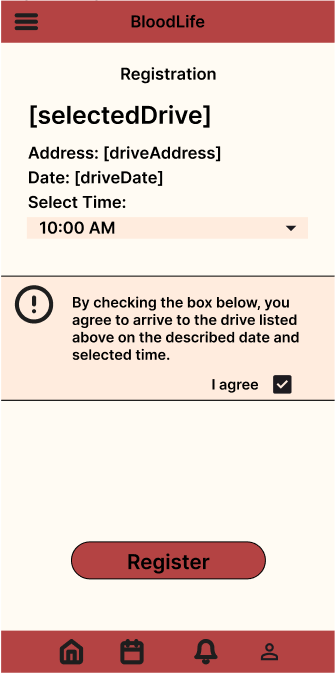 BloodLife
Registration
[selectedDrive]
Address: [driveAddress]
Date: [driveDate]
Select Time:
10:00 AM
By checking the box below, you
agree to arrive to the drive listed
above on the described date and
selected time.
I agree
Register